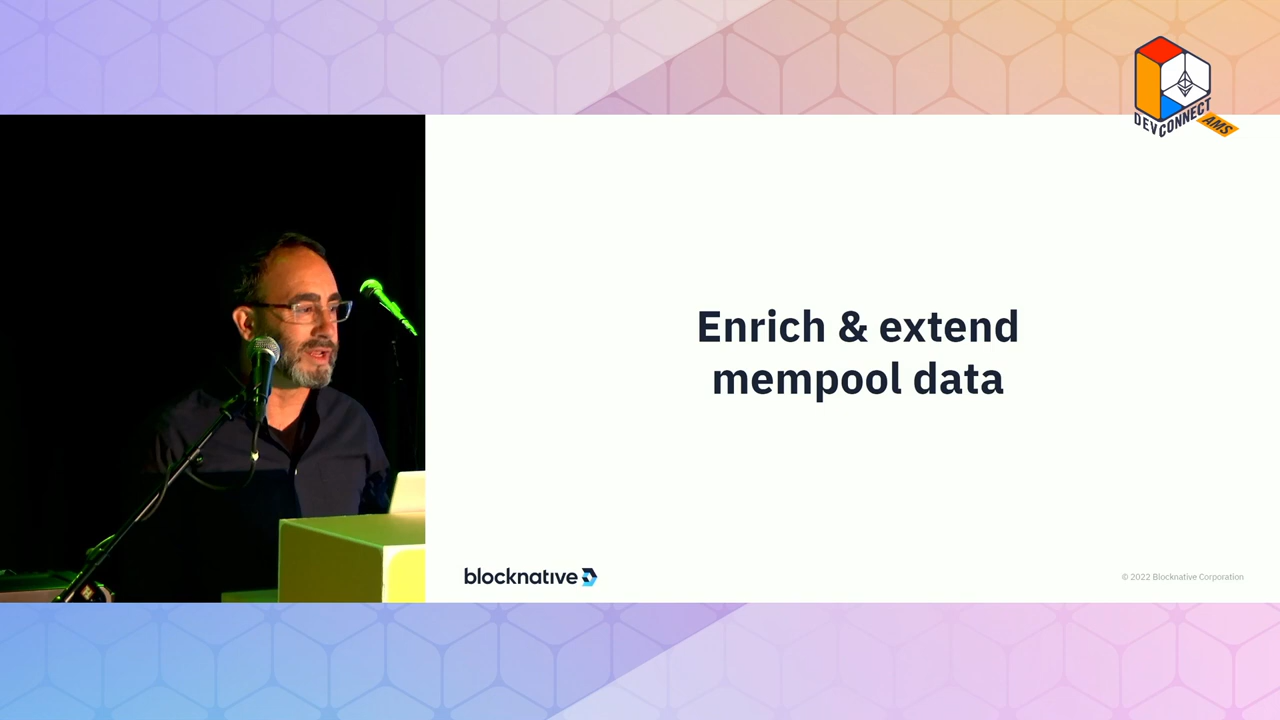 DEVCONNECT
AMS
Enrich & extend
mempool data
blocknative
© 2022 Blocknative Corporation